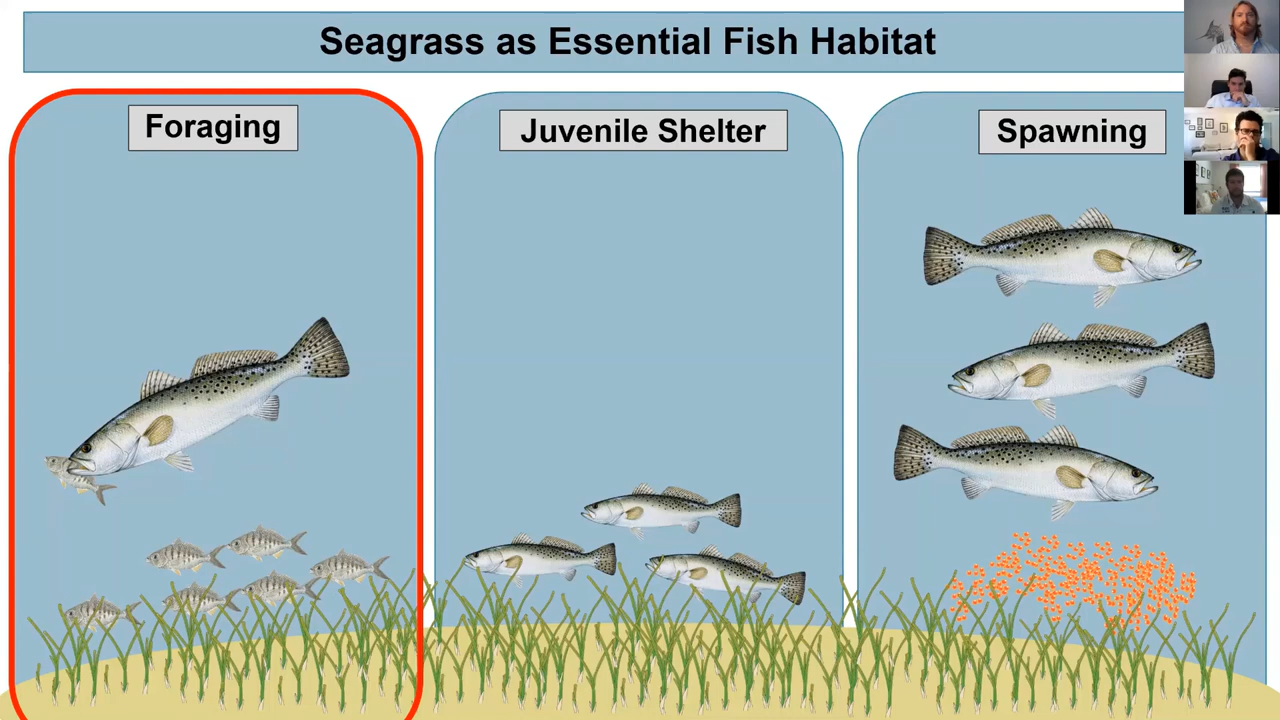 Seagrass as Essential Fish Habitat
Foraging
Juvenile Shelter
Spawning